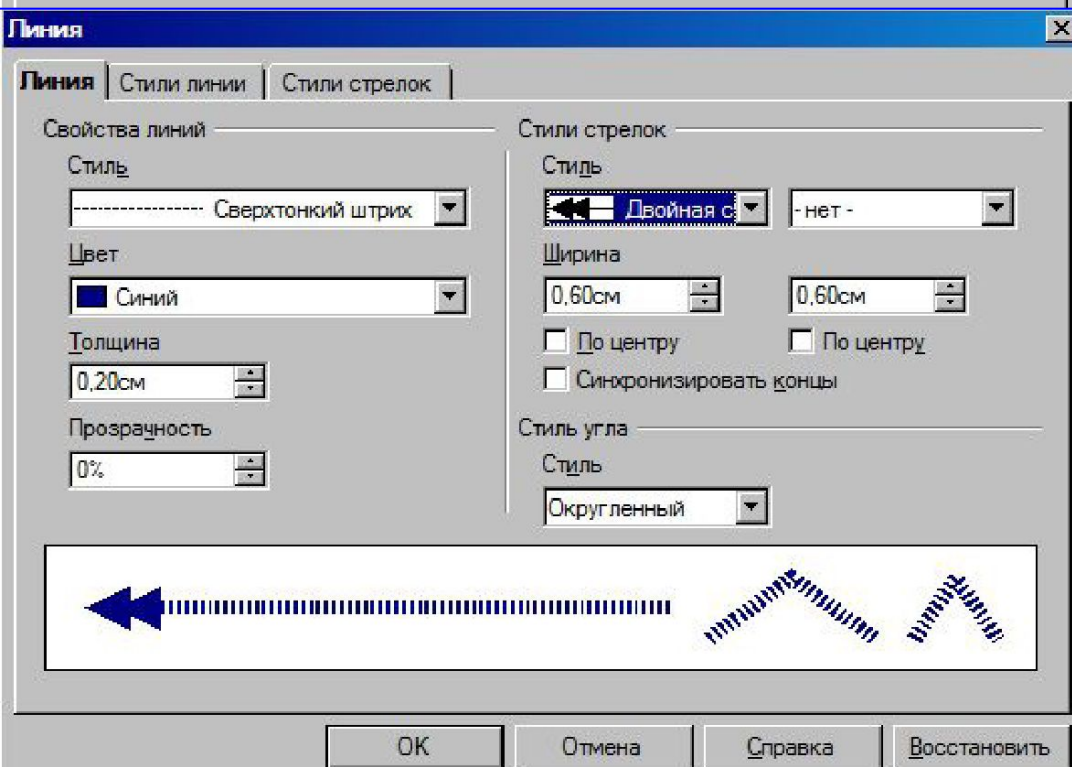 Линия
Линия Стили линии Стили стрелок
Свойства линий
Стиль
Сверхтонкий штрих
Цвет
Синий
Толщина
0,20см
Прозрачность
0%
Стили стрелок
Стиль
Двойная с - нет -
Ширина
0,60см 0,60см
По центру По центру
Синхронизировать концы
Стиль угла
Стиль
Округленный
OK Отмена Справка Восстановить